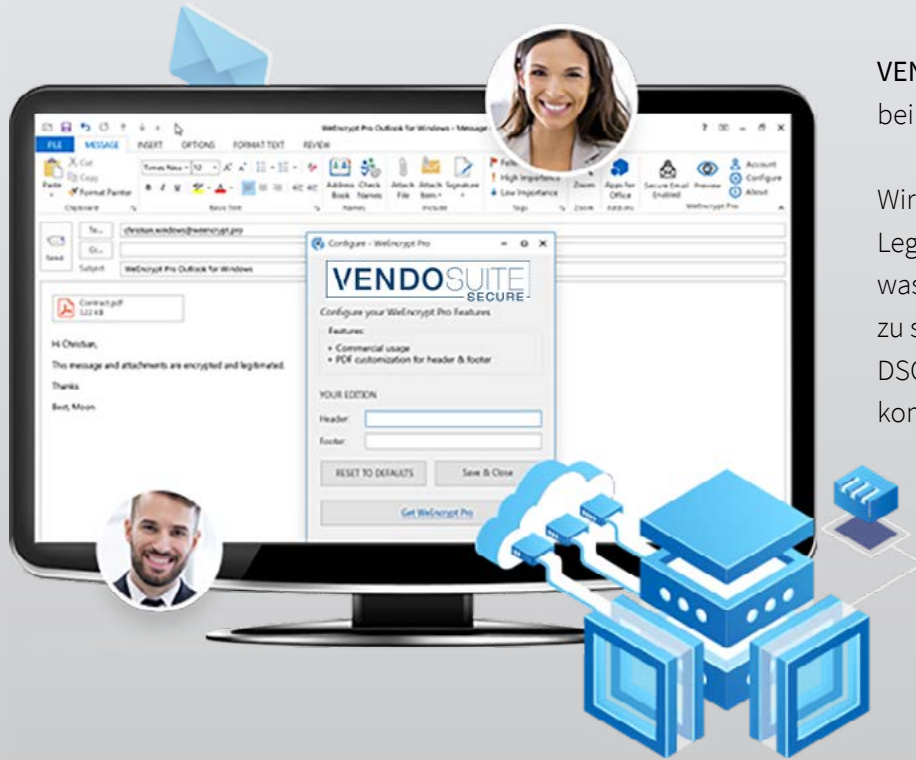 WeEncrypt Pro Outlook for Windows - Message
FILE MESSAGE INSERT OPTIONS FORMAT TEXT REVIEW
Paste
Cut
Copy
Format Painter
Clipboard
Times New 12
B I U
Basic Text
Address Book
Check Names
Names
Attach File
Attach Item
Signature
Include
High Importance
Low Importance
Tags
Zoom
Zoom
Apps for Office
Add-ins
Secure Email Enabled
Preview
Account
Configure
About
WeEncrypt Pro
Send
To...
christian.windows@weencrypt.pro
Cc...
Subject
WeEncrypt Pro Outlook for Windows
Contract.pdf
122 KB
Hi Christian,
This message and attachments are encrypted and legitimated.
Thanks
Best, Moon
Configure - WeEncrypt Pro
VENDOSUITE
SECURE
Configure your WeEncrypt Pro Features
Features:
• Commercial usage
• PDF customization for header & footer
YOUR EDITION
Header:
Footer:
RESET TO DEFAULTS
Save & Close
Get WeEncrypt Pro
VEN
bei
Wir
Leg
was
zu s
DSG